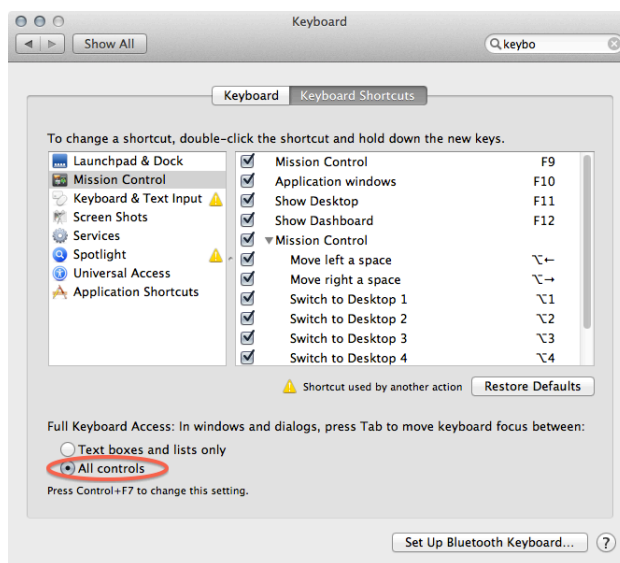 Keyboard
Show All
keybo
Keyboard Keyboard Shortcuts
To change a shortcut, double-click the shortcut and hold down the new keys.
Launchpad & Dock
Mission Control
Keyboard & Text Input
Screen Shots
Services
Spotlight
Universal Access
Application Shortcuts
Mission Control F9
Application windows F10
Show Desktop F11
Show Dashboard F12
Mission Control
Move left a space ⌥←
Move right a space ⌥→
Switch to Desktop 1 ⌥1
Switch to Desktop 2 ⌥2
Switch to Desktop 3 ⌥3
Switch to Desktop 4 ⌥4
Shortcut used by another action Restore Defaults
Full Keyboard Access: In windows and dialogs, press Tab to move keyboard focus between:
Text boxes and lists only
All controls
Press Control+F7 to change this setting.
Set Up Bluetooth Keyboard... ?